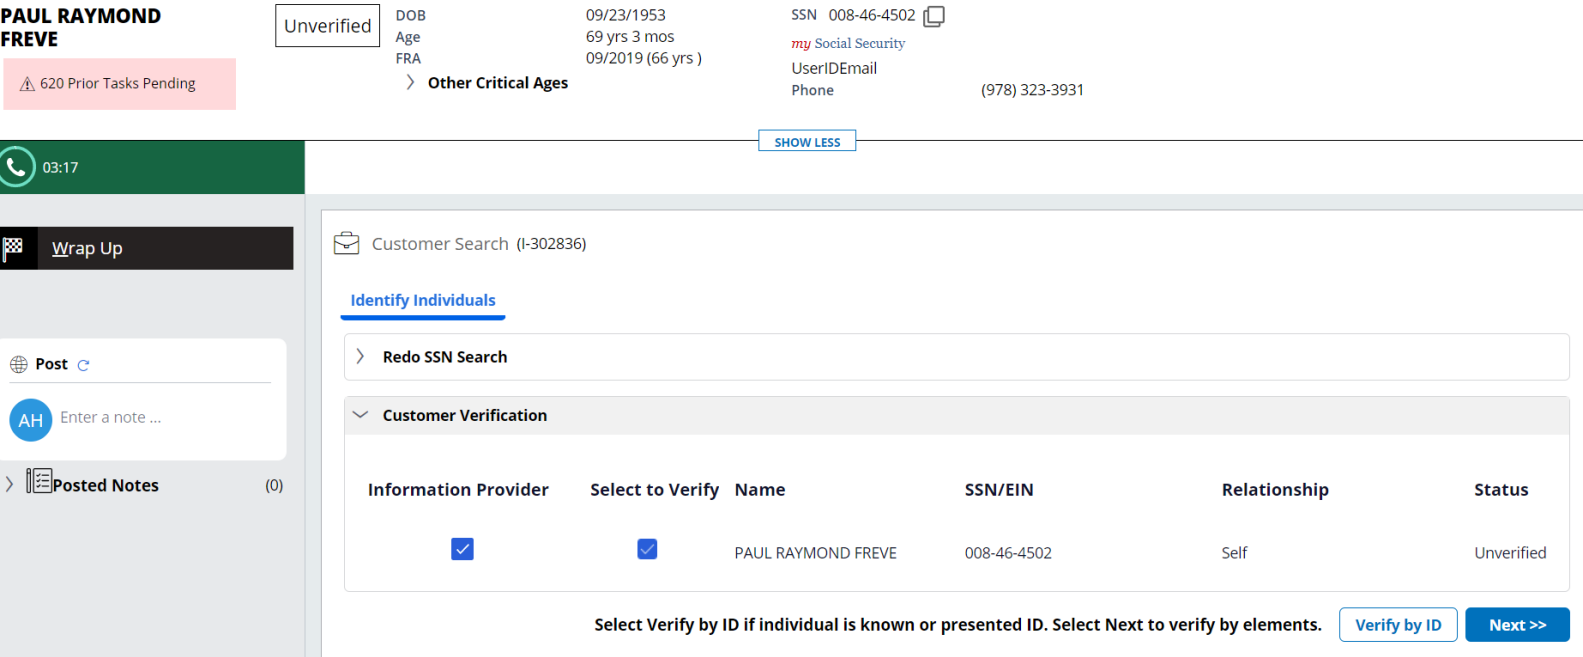 PAUL RAYMOND
FREVE
620 Prior Tasks Pending
Unverified
DOB 09/23/1953
Age 69 yrs 3 mos
FRA 09/2019 (66 yrs )
Other Critical Ages
SSN 008-46-4502
my Social Security
UserIDEmail
Phone (978) 323-3931
SHOW LESS
03:17
Wrap Up
Post
AH Enter a note ...
Posted Notes (0)
Customer Search (I-302836)
Identify Individuals
Redo SSN Search
Customer Verification
Information Provider Select to Verify Name SSN/EIN Relationship Status
PAUL RAYMOND FREVE 008-46-4502 Self Unverified
Select Verify by ID if individual is known or presented ID. Select Next to verify by elements. Verify by ID Next >>